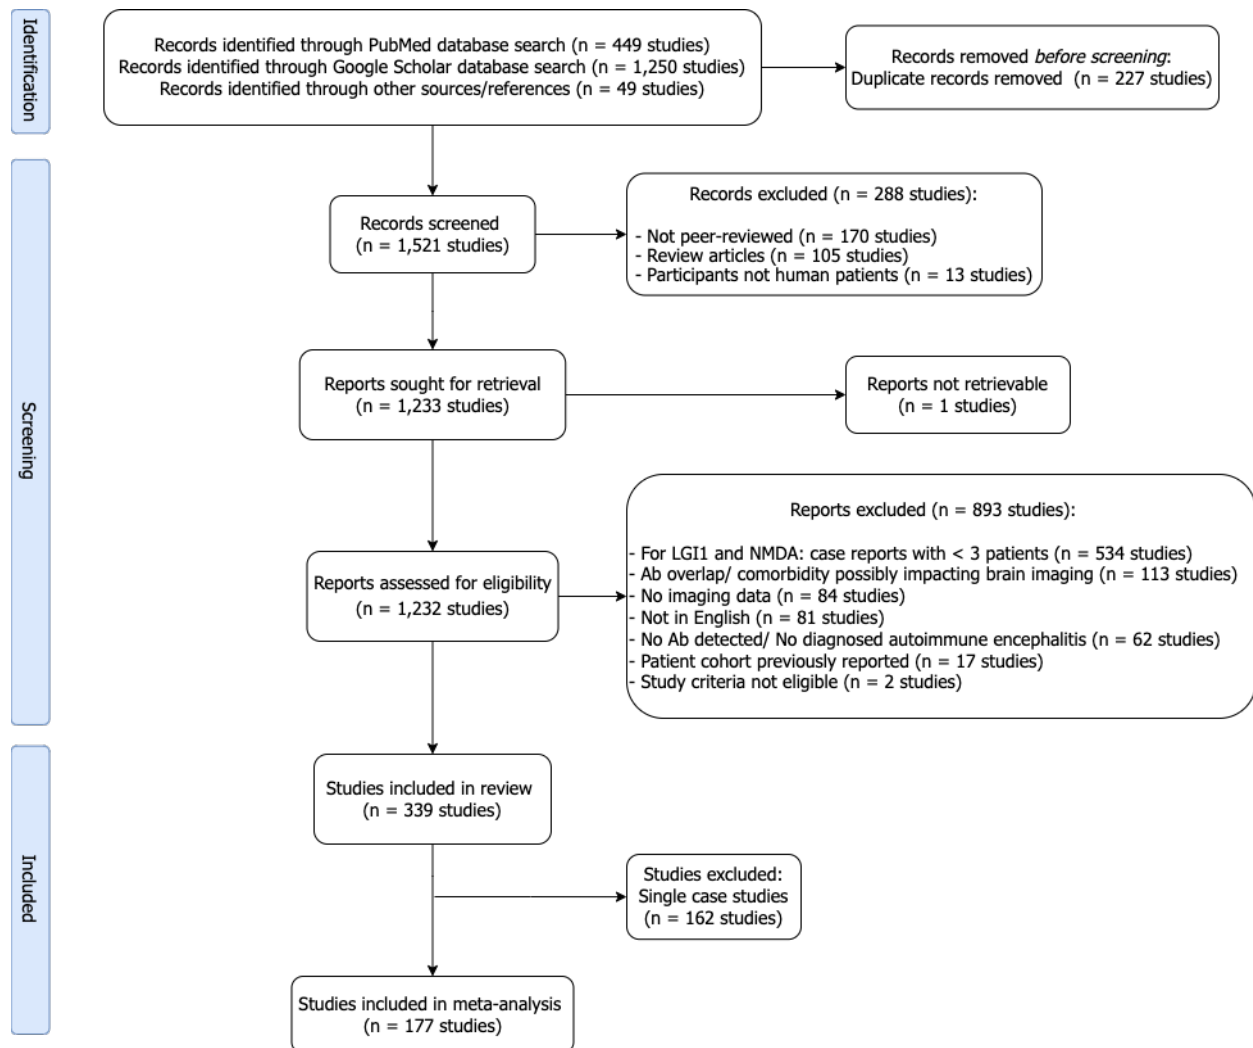 Identification
Records identified through PubMed database search (n = 449 studies)
Records identified through Google Scholar database search (n = 1,250 studies)
Records identified through other sources/references (n = 49 studies)
Records removed before screening:
Duplicate records removed (n = 227 studies)
Screening
Records screened
(n = 1,521 studies)
Records excluded (n = 288 studies):
- Not peer-reviewed (n = 170 studies)
- Review articles (n = 105 studies)
- Participants not human patients (n = 13 studies)
Reports sought for retrieval
(n = 1,233 studies)
Reports not retrievable
(n = 1 studies)
Reports assessed for eligibility
(n = 1,232 studies)
Reports excluded (n = 893 studies):
- For LGI1 and NMDA: case reports with < 3 patients (n = 534 studies)
- Ab overlap/ comorbidity possibly impacting brain imaging (n = 113 studies)
- No imaging data (n = 84 studies)
- Not in English (n = 81 studies)
- No Ab detected/ No diagnosed autoimmune encephalitis (n = 62 studies)
- Patient cohort previously reported (n = 17 studies)
- Study criteria not eligible (n = 2 studies)
Included
Studies included in review
(n = 339 studies)
Studies excluded:
Single case studies
(n = 162 studies)
Studies included in meta-analysis
(n = 177 studies)